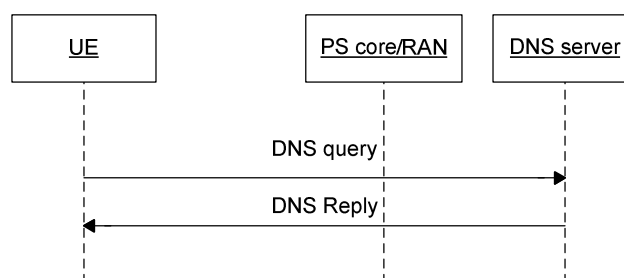 UE
PS core/RAN
DNS server
DNS query
DNS Reply